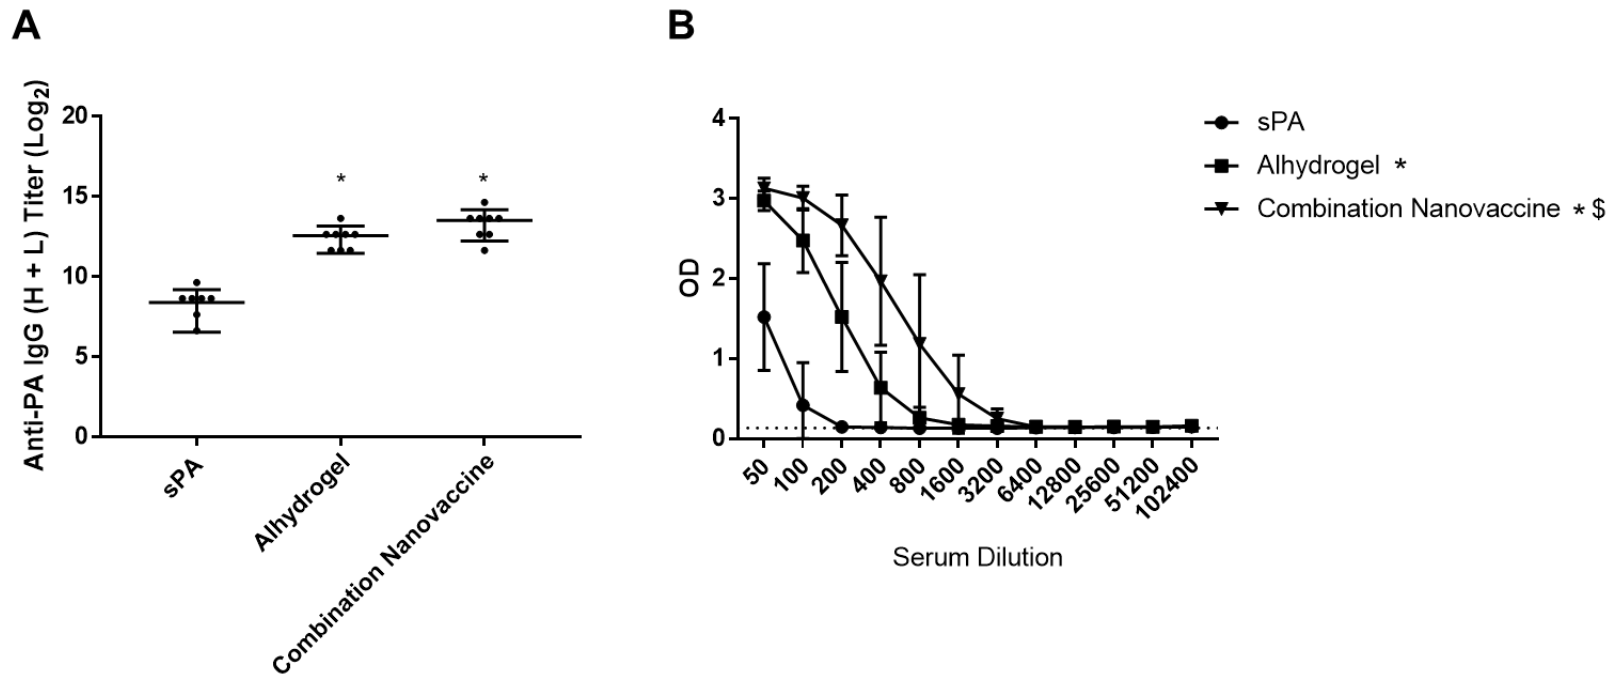 A
B
Anti-PA IgG (H + L) Titer (Log2)
20
15
10
5
0
*
*
sPA
Alhydrogel
Combination Nanovaccine
OD
4
3
2
1
0
50
100
200
400
800
1600
3200
6400
12800
25600
51200
102400
Serum Dilution
sPA
Alhydrogel *
Combination Nanovaccine * $